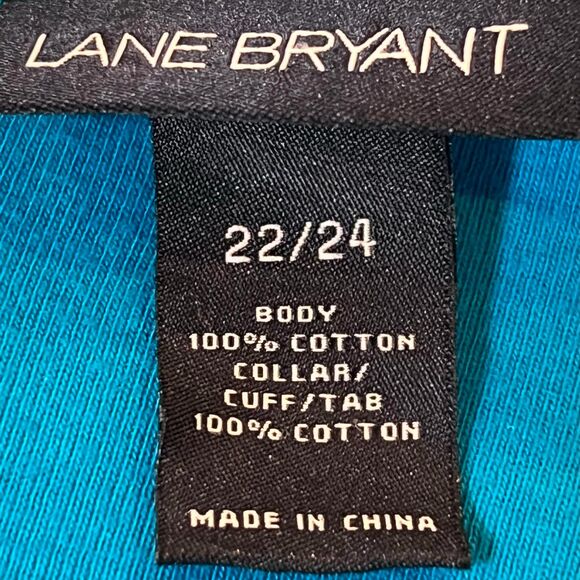 LANE BRYANT
22/24
BODY
100% COTTON
COLLAR/
CUFF/TAB
100% COTTON
MADE IN CHINA